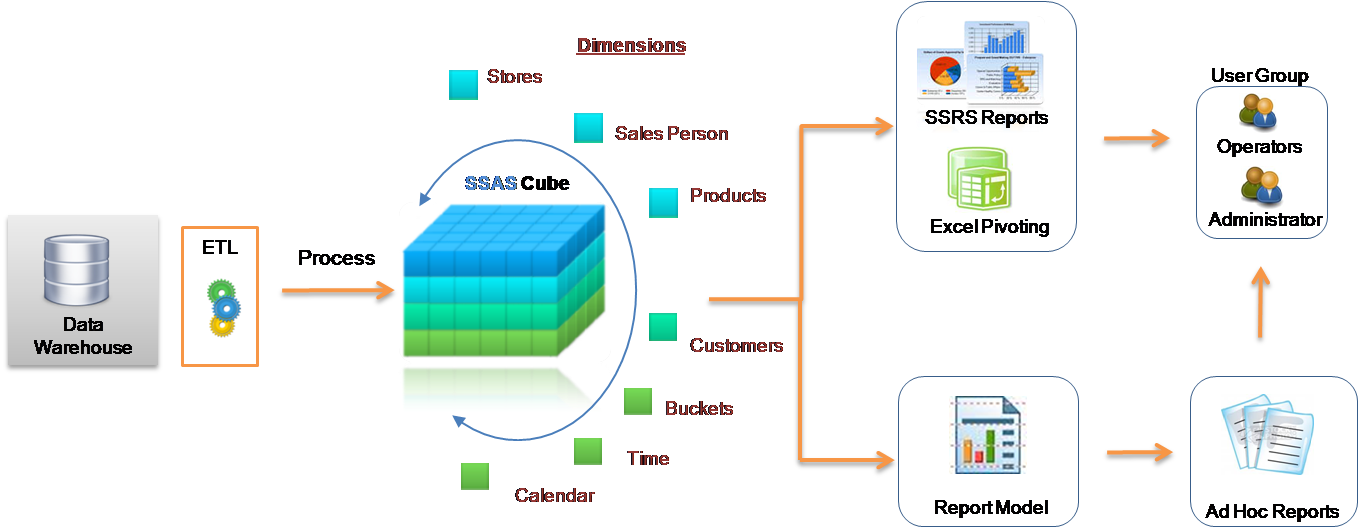 Dimensions
Stores
Sales Person
SSAS Cube
Products
Customers
Buckets
Time
Calendar
Data
Warehouse
ETL
Process
SSRS Reports
Excel Pivoting
User Group
Operators
Administrator
Report Model
Ad Hoc Reports